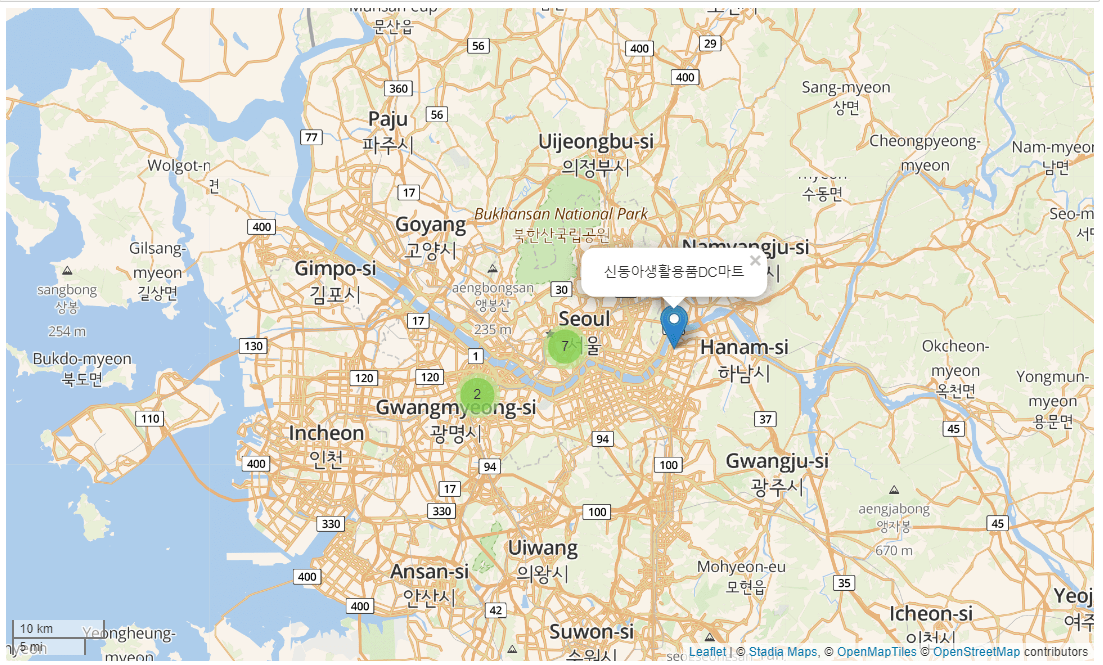 Munsan-eup
문산읍
56
400
29
400
360
56
Sang-myeon
상면
Paju
파주시
77
Uijeongbu-si
의정부시
Cheongpyeong-
myeon
Nam-myeon
남면
Wolgot-n
면
수동면
17
400
Goyang
고양시
Bukhansan National Park
북한산국립공원
Seo-m
서면
Gilsang-
myeon
길상면
Gimpo-si
김포시
Namyangju-si
시
신동아생활용품DC마트
×
sangbong
상봉
254 m
aengbongsan
앵봉산
235 m
30
17
Seoul
서울
7
130
1
Bukdo-myeon
북도면
Hanam-si
하남시
Okcheon-
myeon
옥천면
120
120
2
Gwangmyeong-si
광명시
Yongmun-
myeon
용문면
110
37
45
Incheon
인천
94
400
94
100
Gwangju-si
광주시
17
330
100
330
aengjabong
앵자봉
670 m
45
Uiwang
의왕시
Ansan-si
안산시
400
400
Mohyeon-eu
모현읍
35
42
Icheon-si
이천시
Yeoj
여주
10 km
5 mi
Yeongheung-
myeon
Suwon-si
수원시
Leaflet | © Stadia Maps, © OpenMapTiles © OpenStreetMap contributors